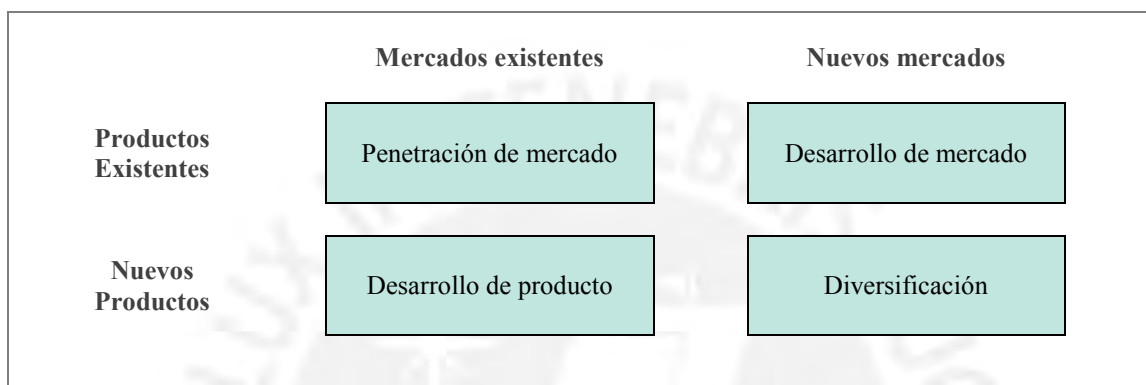 Mercados existentes
Nuevos mercados
Productos
Existentes
Penetración de mercado
Desarrollo de mercado
Nuevos
Productos
Desarrollo de producto
Diversificación